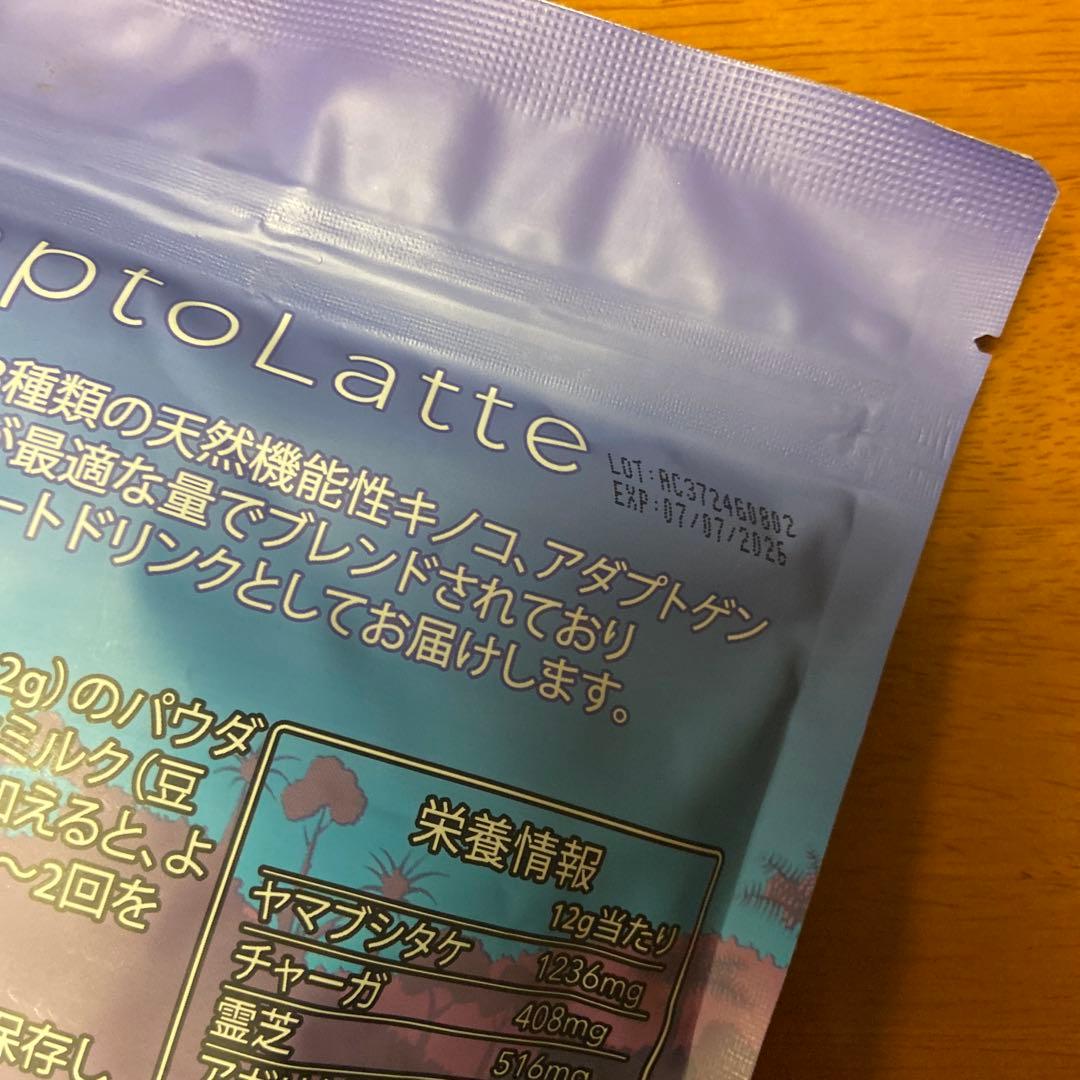 ptoLatte
LOT:AC372460802
EXP:07/07/2026
種類の天然機能性キノコ、アダプトゲン
が最適な量でブレンドされており
ートドリンクとしてお届けします。
2g)のパウダ
ミルク(豆
加えると、よ
～2回を
保存し
栄養情報
12g当たり
ヤマブシタケ 1236mg
チャーガ 408mg
霊芝 516mg